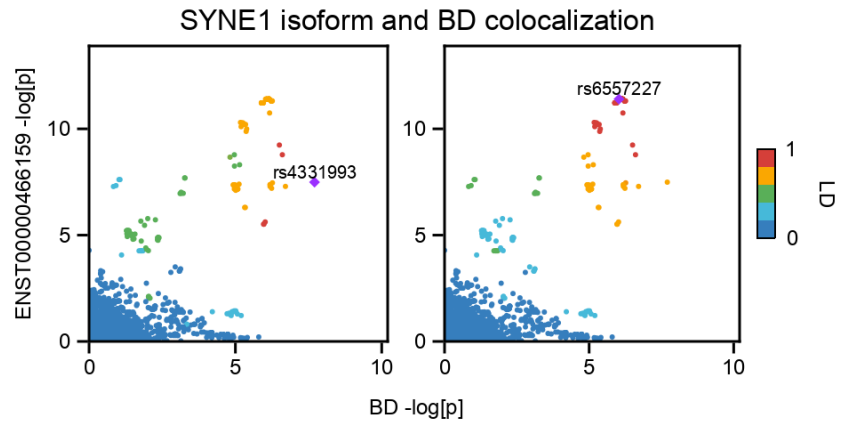 SYNE1 isoform and BD colocalization
ENST00000466159 -log[p]
10
5
0
rs4331993
0
5
10
rs6557227
10
5
0
0
5
10
BD -log[p]
1
0
LD